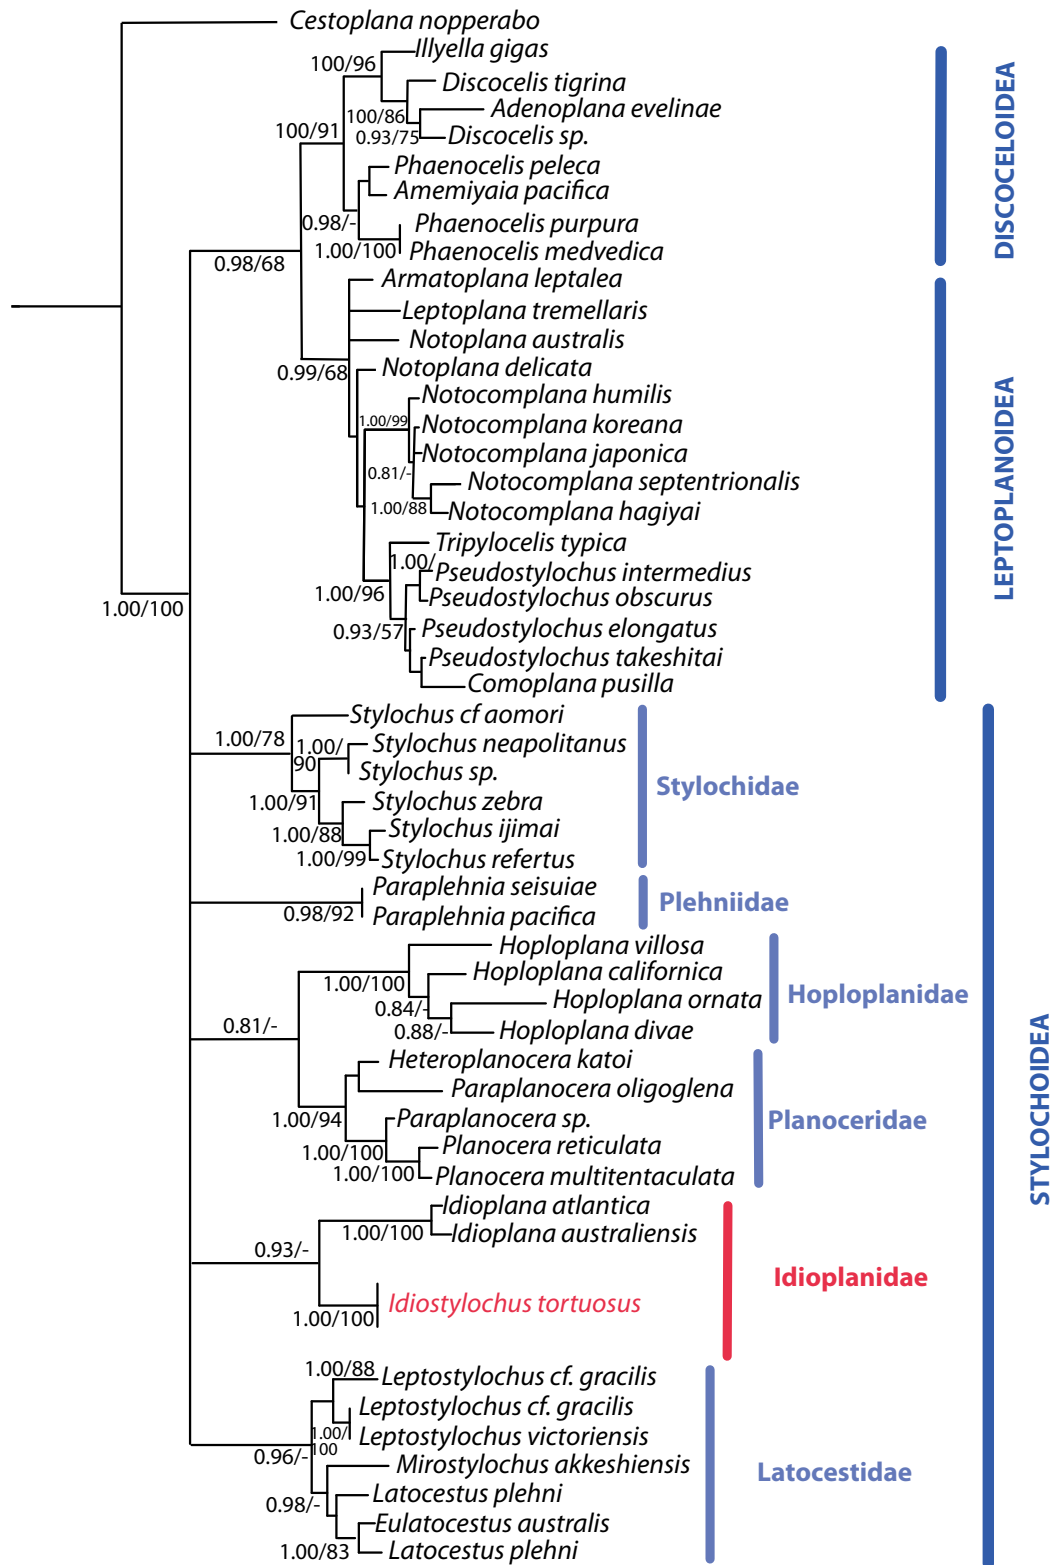 Cestoplana nopperabo
Illyella gigas
100/96
Discocelis tigrina
Adenoplana evelinae
100/86
100/91
0.93/75
Discocelis sp.
Phaenocelis peleca
Amemiyaia pacifica
0.98/-
Phaenocelis purpura
1.00/100
Phaenocelis medvedica
DISCOCELOIDEA
0.98/68
Armatoplana leptalea
Leptoplana tremellaris
Notoplana australis
0.99/68
Notoplana delicata
Notocomplana humilis
1.00/99
Notocomplana koreana
Notocomplana japonica
0.81/-
Notocomplana septentrionalis
1.00/88
Notocomplana hagiyai
LEPTOPLANOIDEA
Tripylocelis typica
1.00/
Pseudostylochus intermedius
1.00/96
Pseudostylochus obscurus
1.00/100
0.93/57
Pseudostylochus elongatus
Pseudostylochus takeshitai
Comoplana pusilla
Stylochus cf aomori
1.00/78
1.00/
90
Stylochus neapolitanus
Stylochus sp.
Stylochidae
1.00/91
Stylochus zebra
1.00/88
Stylochus ijimai
1.00/99
Stylochus refertus
Paraplehnia seisuiae
0.98/92
Paraplehnia pacifica
Plehniidae
Hoploplana villosa
1.00/100
Hoploplana californica
0.84/-
Hoploplana ornata
Hoploplanidae
0.81/-
0.88/-
Hoploplana divae
Heteroplanocera katoi
Paraplanocera oligoglena
1.00/94
Paraplanocera sp.
Planoceridae
1.00/100
Planocera reticulata
1.00/100
Planocera multitentaculata
STYLOCHOIDEA
Idioplana atlantica
1.00/100
Idioplana australiensis
0.93/-
Idioplanidae
1.00/100
Idiostylochus tortuosus
1.00/88
Leptostylochus cf. gracilis
Leptostylochus cf. gracilis
1.00/
100
Leptostylochus victoriensis
0.96/-
Mirostylochus akkeshiensis
Latocestidae
0.98/-
Latocestus plehni
Eulatocestus australis
1.00/83
Latocestus plehni